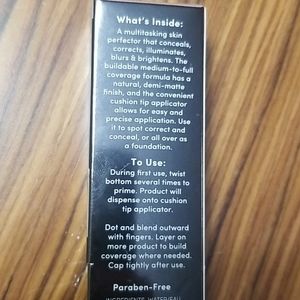 What's Inside:
A multitasking skin
perfector that conceals,
corrects, illuminates,
blurs & brightens. The
buildable medium-to-full
coverage formula has a
natural, demi-matte
finish, and the convenient
cushion tip applicator
allows for easy and
precise application. Use
it to spot correct and
conceal, or all over as
a foundation.
To Use:
During first use, twist
bottom several times to
prime. Product will
dispense onto cushion
tip applicator.
Dot and blend outward
with fingers. Layer on
more product to build
coverage where needed.
Cap tightly after use.
Paraben-Free
INGREDIENTS: WATER/EAU,